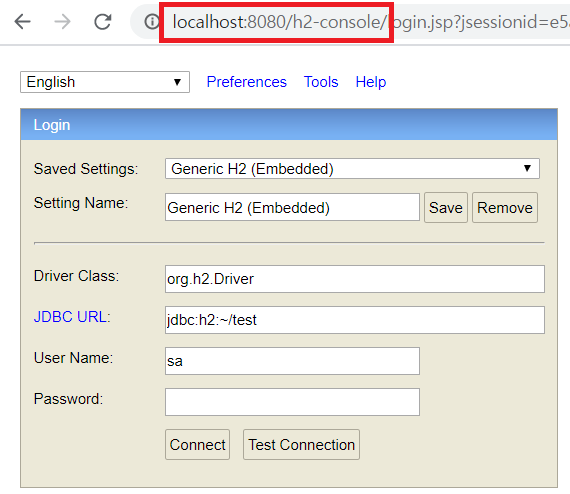 localhost:8080/h2-console/login.jsp?jsessionid=e5
English Preferences Tools Help
Login
Saved Settings: Generic H2 (Embedded)
Setting Name: Generic H2 (Embedded) Save Remove
Driver Class: org.h2.Driver
JDBC URL: jdbc:h2:~/test
User Name: sa
Password:
Connect Test Connection